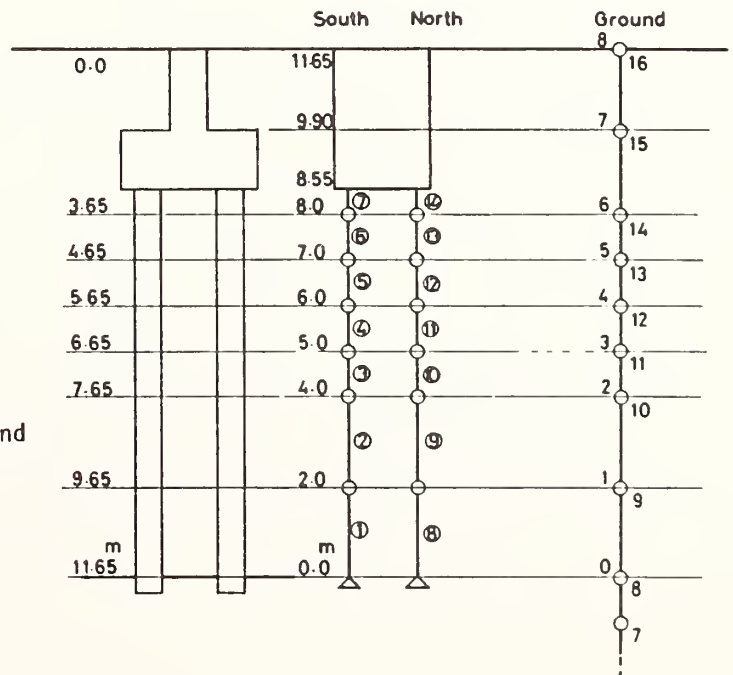 South North Ground
8
0.0 11.65 16
9.90 7
15
8.55
⑦ ⑭
3.65 8.0 6
⑥ ⑬ 14
4.65 7.0 5
⑤ ⑫ 13
5.65 6.0 4
④ ⑪ 12
6.65 5.0 3
③ ⑩ 11
7.65 4.0 2
10
nd
② ⑨
9.65 2.0 1
9
① ⑧
m m
11.65 0.0 0
8
7